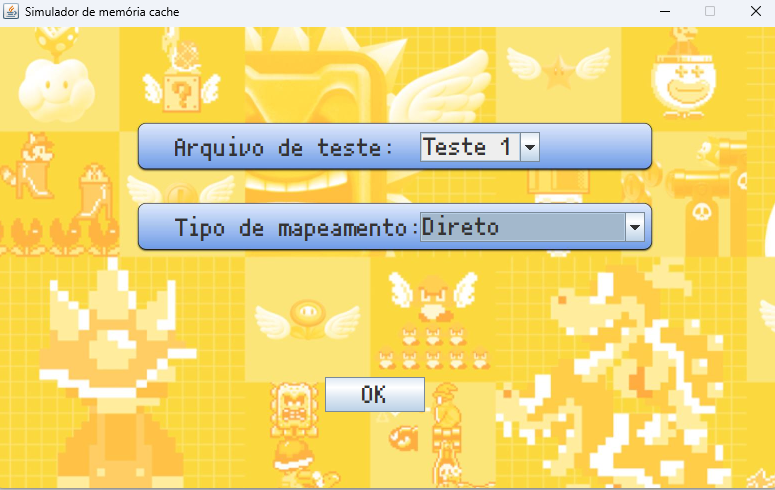 Simulador de memória cache
Arquivo de teste: Teste 1
Tipo de mapeamento: Direto
?
OK